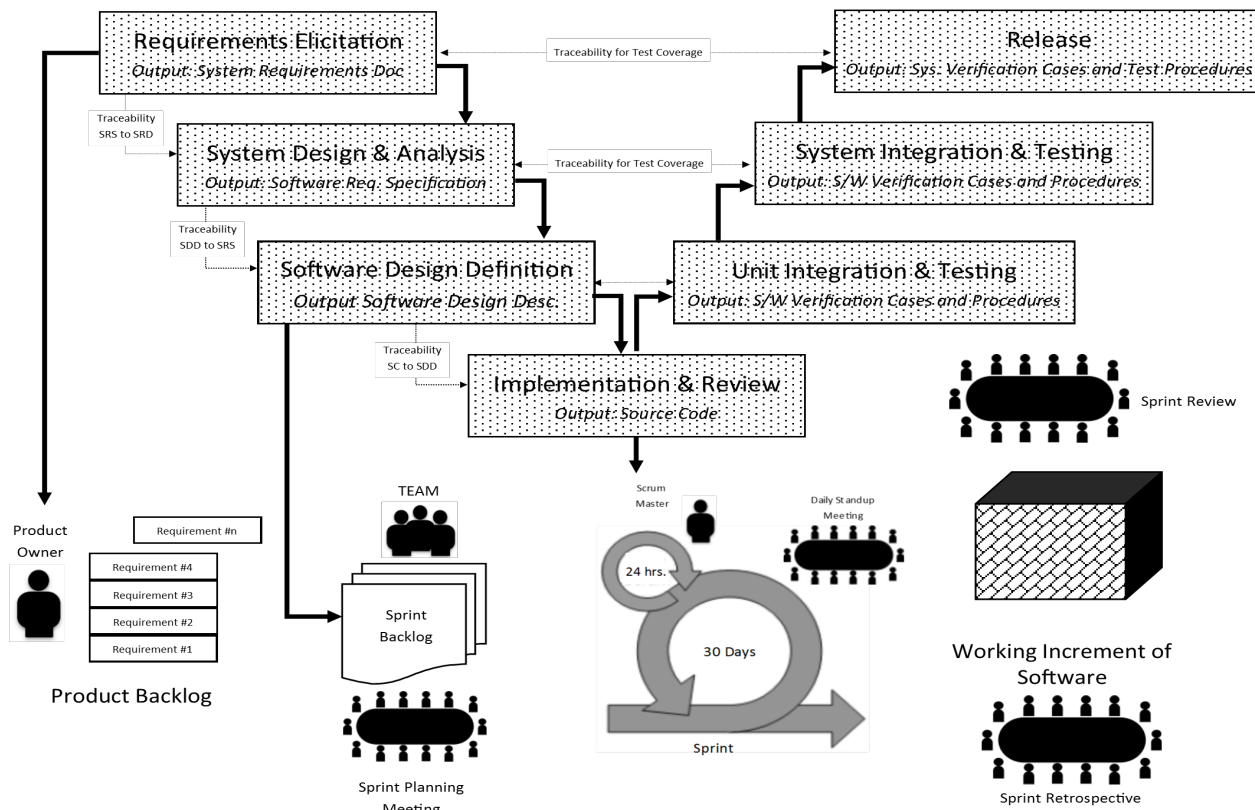 Requirements Elicitation
Output: System Requirements Doc
Traceability for Test Coverage
Release
Output: Sys. Verification Cases and Test Procedures
Traceability
SRS to SRD
System Design & Analysis
Output: Software Req. Specification
Traceability for Test Coverage
System Integration & Testing
Output: S/W Verification Cases and Procedures
Traceability
SDD to SRS
Software Design Definition
Output Software Design Desc.
Unit Integration & Testing
Output: S/W Verification Cases and Procedures
Traceability
SC to SDD
Implementation & Review
Output: Source Code
Sprint Review
Product
Owner
Requirement #n
Requirement #4
Requirement #3
Requirement #2
Requirement #1
Product Backlog
TEAM
Sprint
Backlog
Sprint Planning
Meeting
Scrum
Master
Daily Standup
Meeting
24 hrs.
30 Days
Sprint
Working Increment of
Software
Sprint Retrospective